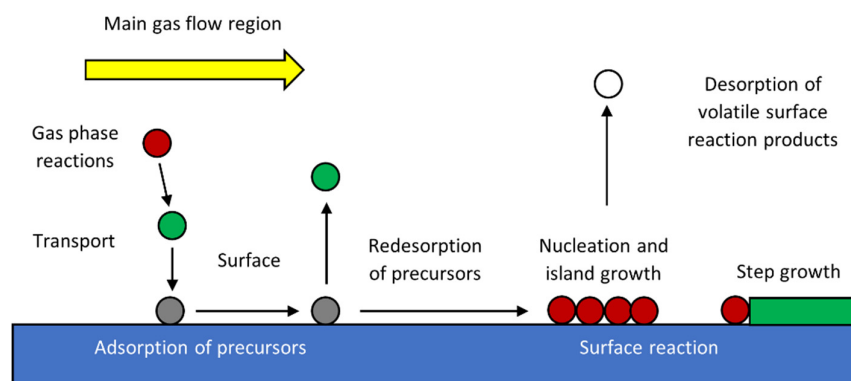 Main gas flow region
Gas phase
reactions
Transport
Surface
Redesorption
of precursors
Nucleation and
island growth
Desorption of
volatile surface
reaction products
Step growth
Adsorption of precursors
Surface reaction